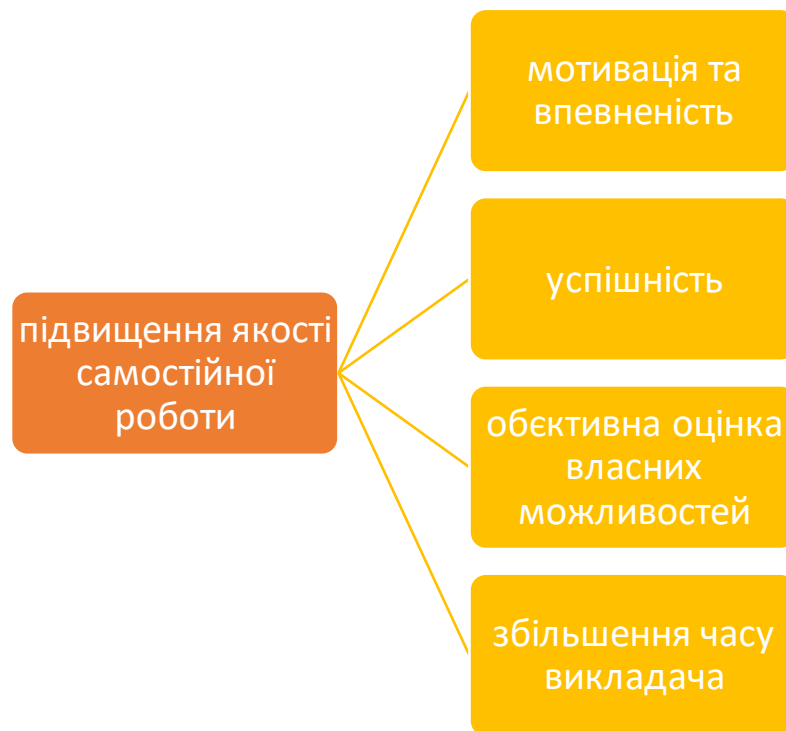 підвищення якості
самостійної
роботи
мотивація та
впевненість
успішність
обєктивна оцінка
власних
можливостей
збільшення часу
викладача